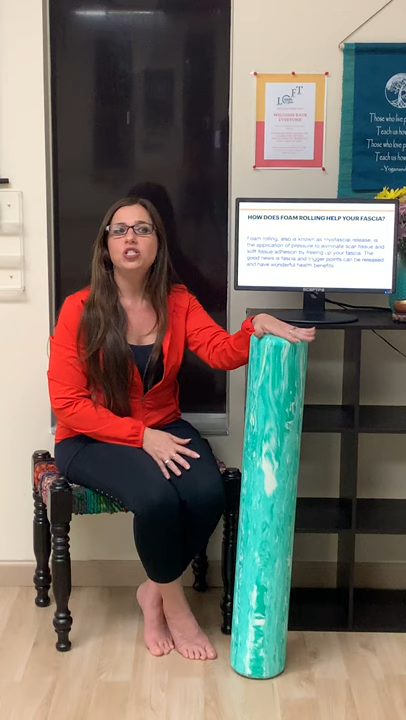 L FT
WELCOME TO OUR
HOW DOES FOAM ROLLING HELP YOUR FASCIA?
Foam rolling, also is known as myofascial release, is
the application of pressure to eliminate scar tissue and
soft tissue adhesion by freeing up your fascia. The
good news is fascia and trigger points can be released
and have wonderful health benefits.
SCEPTRE
Those who live
Teach us how
Those who love
Teach us how